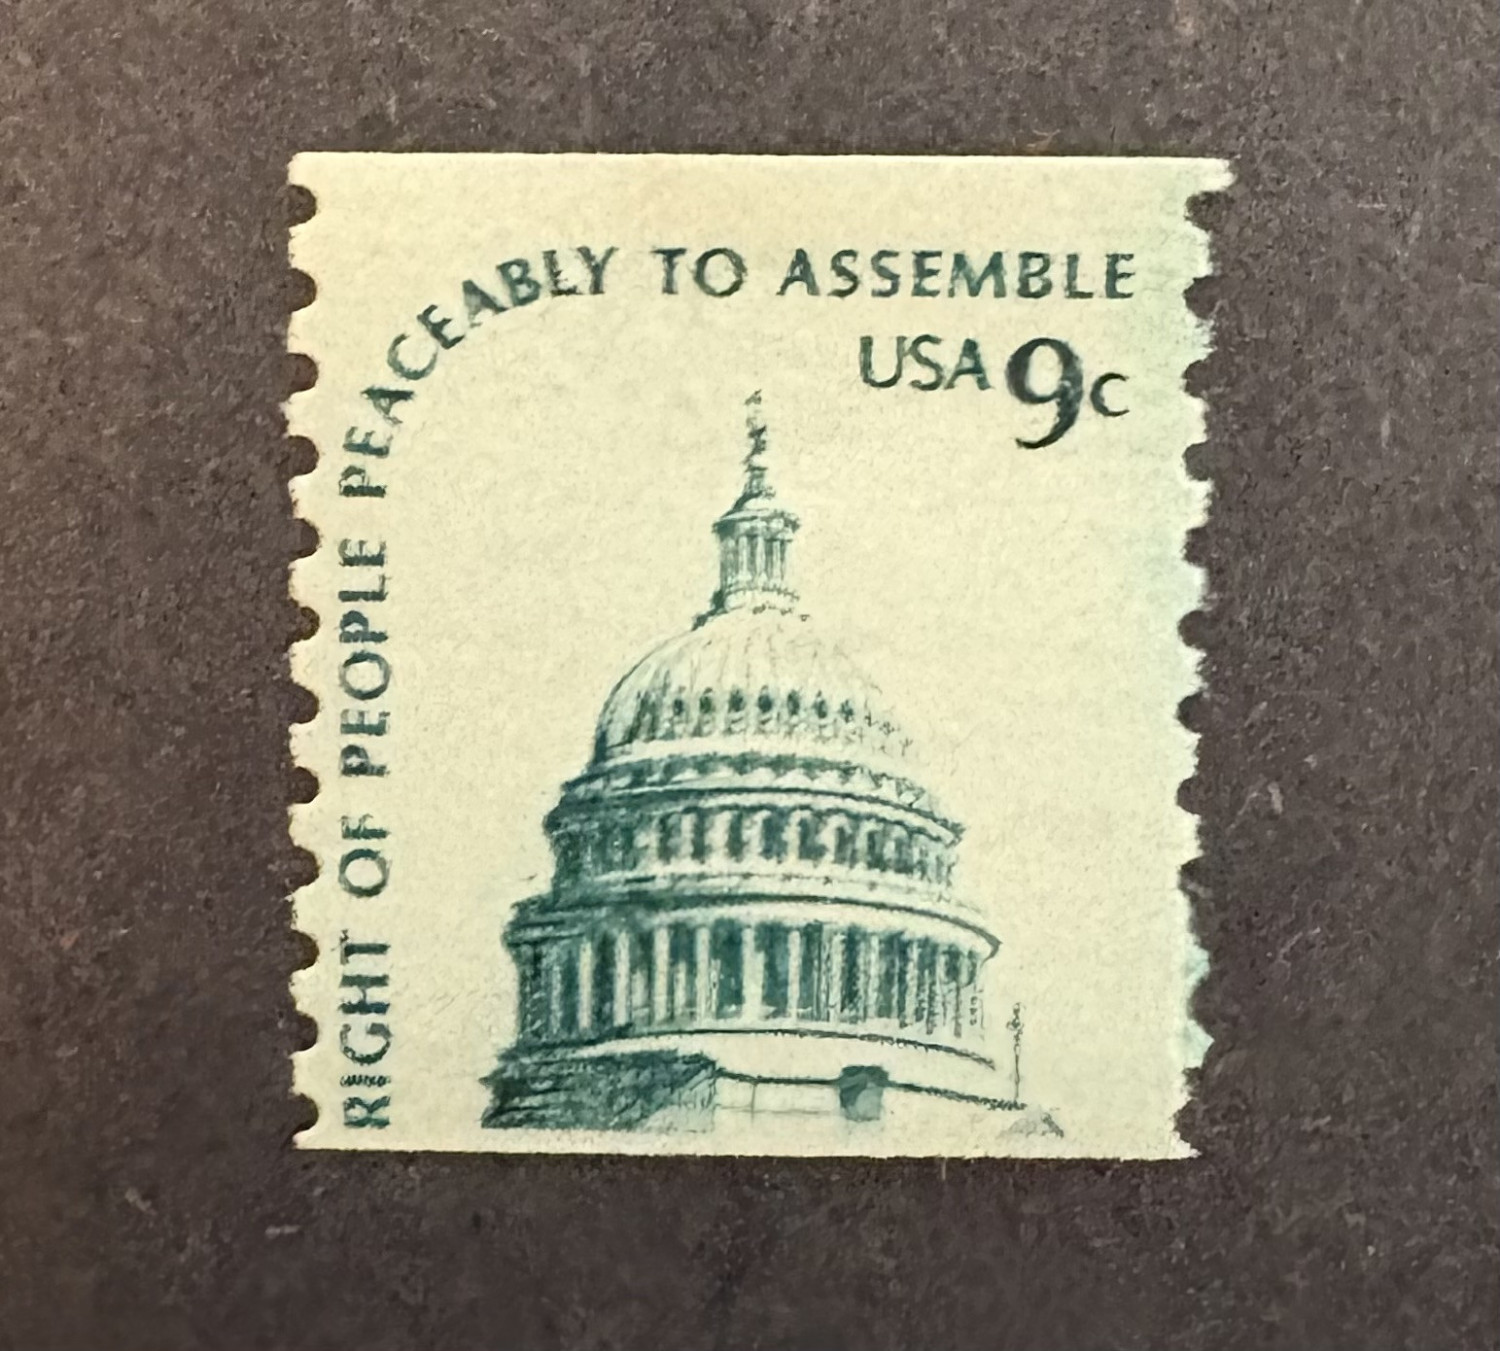 RIGHT OF PEOPLE PEACEABLY TO ASSEMBLE
USA 9c